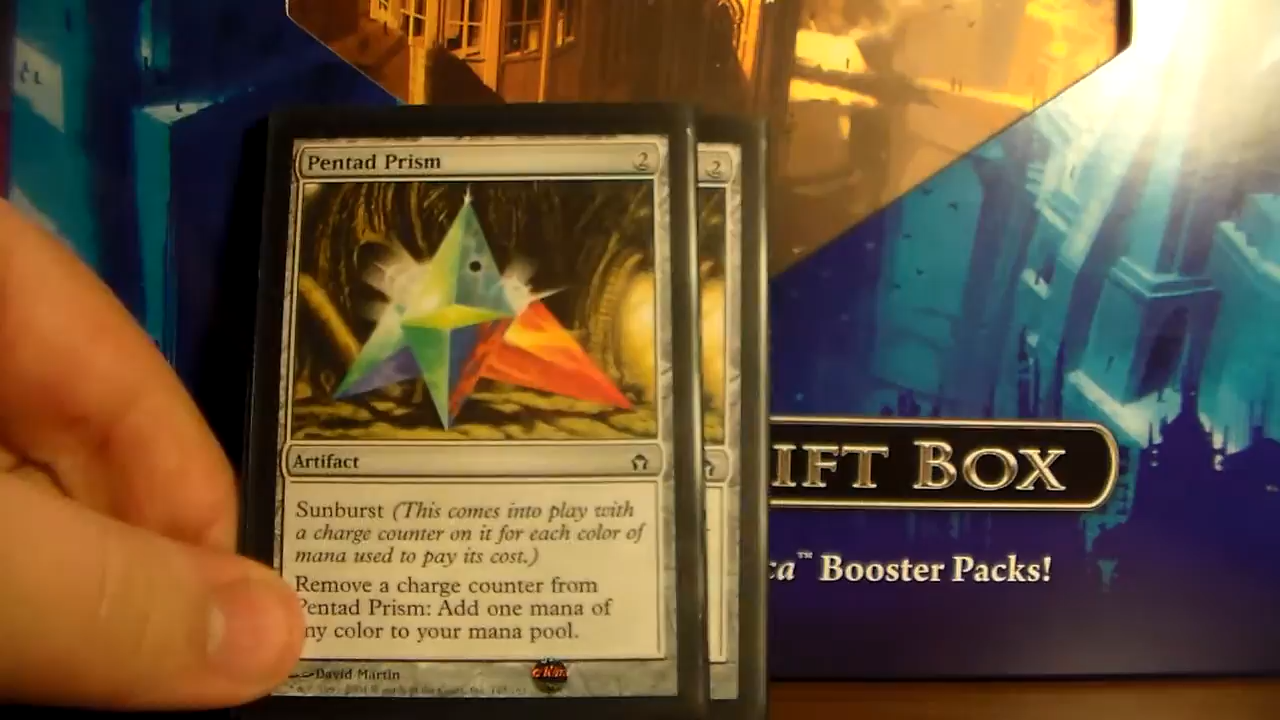 Pentad Prism 2
2
Artifact
Sunburst (This comes into play with
a charge counter on it for each color of
mana used to pay its cost.)
Remove a charge counter from
Pentad Prism: Add one mana of
ny color to your mana pool.
David Martin
IFT BOX
ca™ Booster Packs!